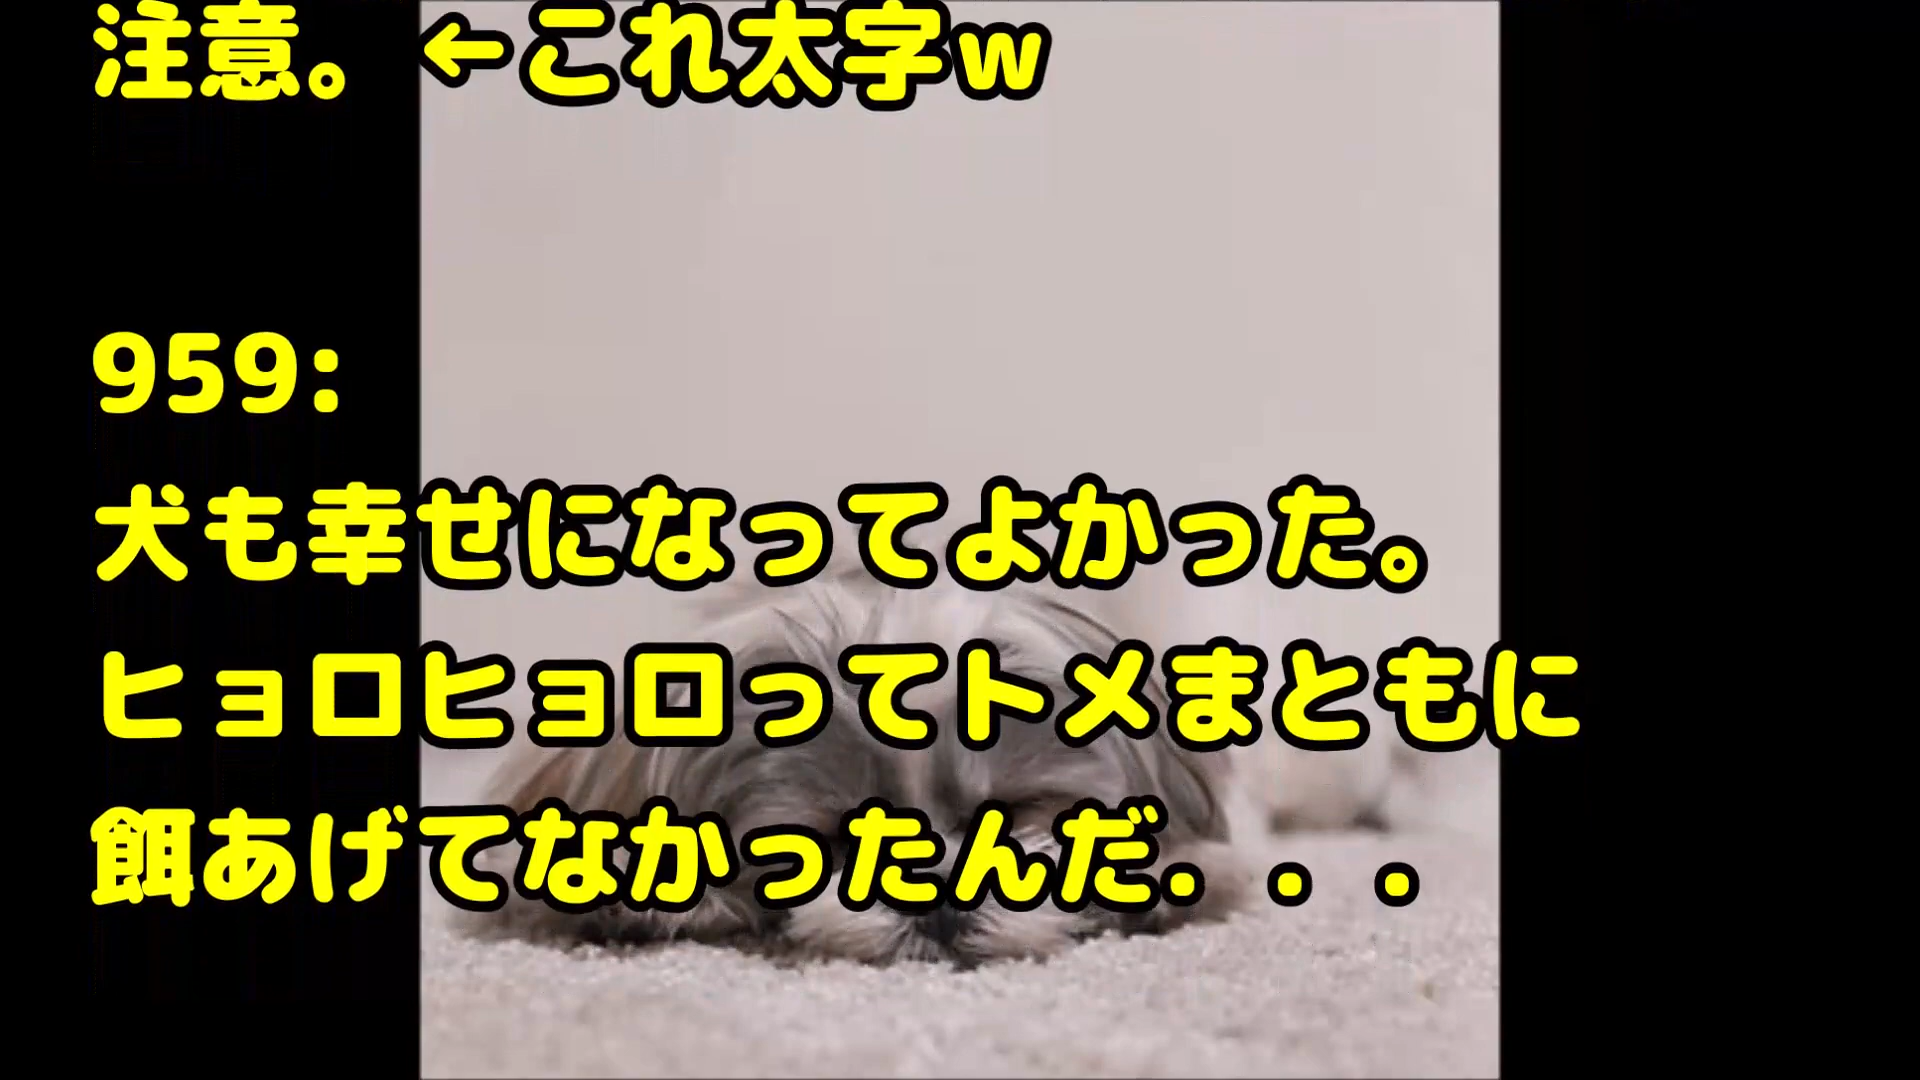 注意。←これ太字w
959:
犬も幸せになってよかった。
ヒョロヒョロってトメまともに
餌あげてなかったんだ．．．